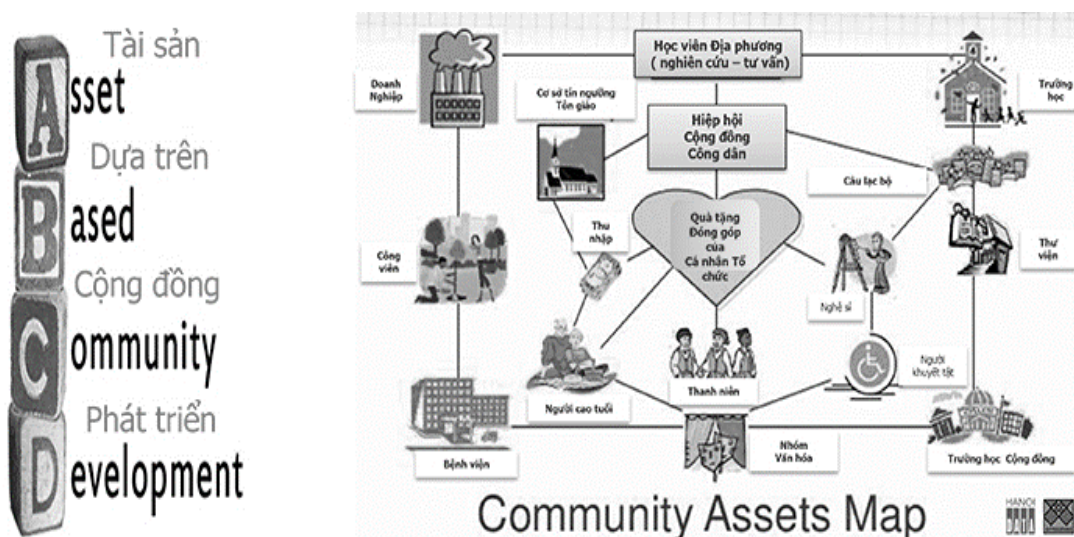 Tài sản
Asset
Dựa trên
Based
Cộng đồng
Community
Phát triển
Development
Học viên Địa phương
( nghiên cứu – tư vấn)
Doanh
Nghiệp
Cơ sở tín ngưỡng
Tôn giáo
Trường
học
Hiệp hội
Cộng đồng
Công dân
Câu lạc bộ
Thu
nhập
Quà tặng
Đóng góp
của
Cá nhân Tổ
chức
Công
viên
Thư
viện
Nghệ sĩ
Người
khuyết tật
Thanh niên
Người cao tuổi
Bệnh viện
Nhóm
Văn hóa
Trường học Cộng đồng
Community Assets Map
HANOI